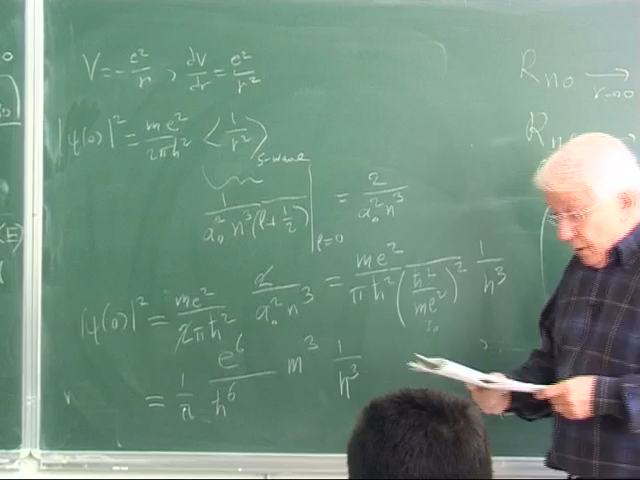 V = -e²/r , dV/dr = e²/r²
|ψ(0)|² = me²/2πħ² ⟨1/r²⟩ s-wave
1/a₀²n³(l+1/2) |l=0 = 2/a₀²n³
|ψ(0)|² = me²/2πħ² 2/a₀²n³ = me²/πħ² 1/(ħ²/me²)² 1/n³
= 1/π e⁶/ħ⁶ m³ 1/n³
R_n0 → r→∞
R_n